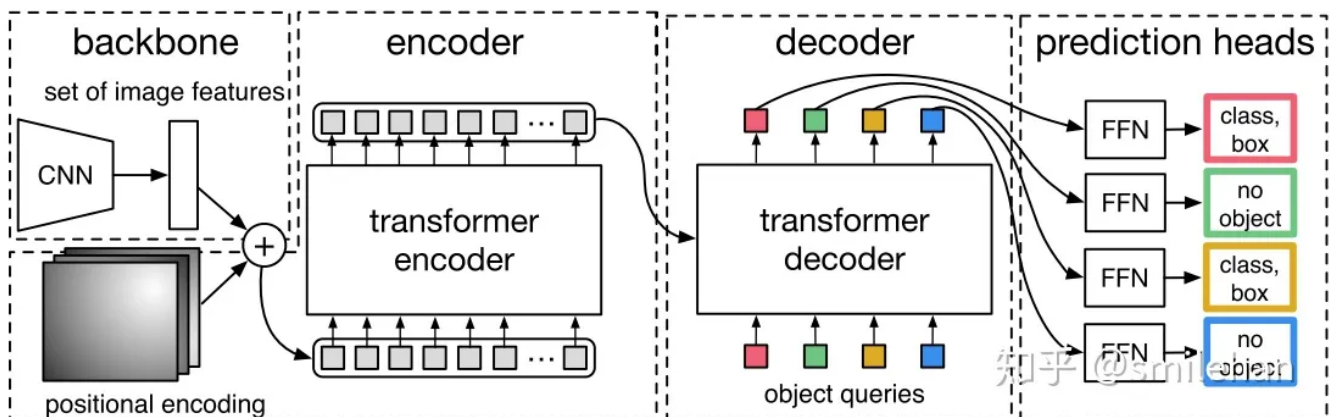 backbone
set of image features
CNN
+
positional encoding
encoder
...
transformer
encoder
...
decoder
transformer
decoder
object queries
prediction heads
FFN
class,
box
FFN
no
object
FFN
class,
box
FFN
no
object
知乎 @smilehan